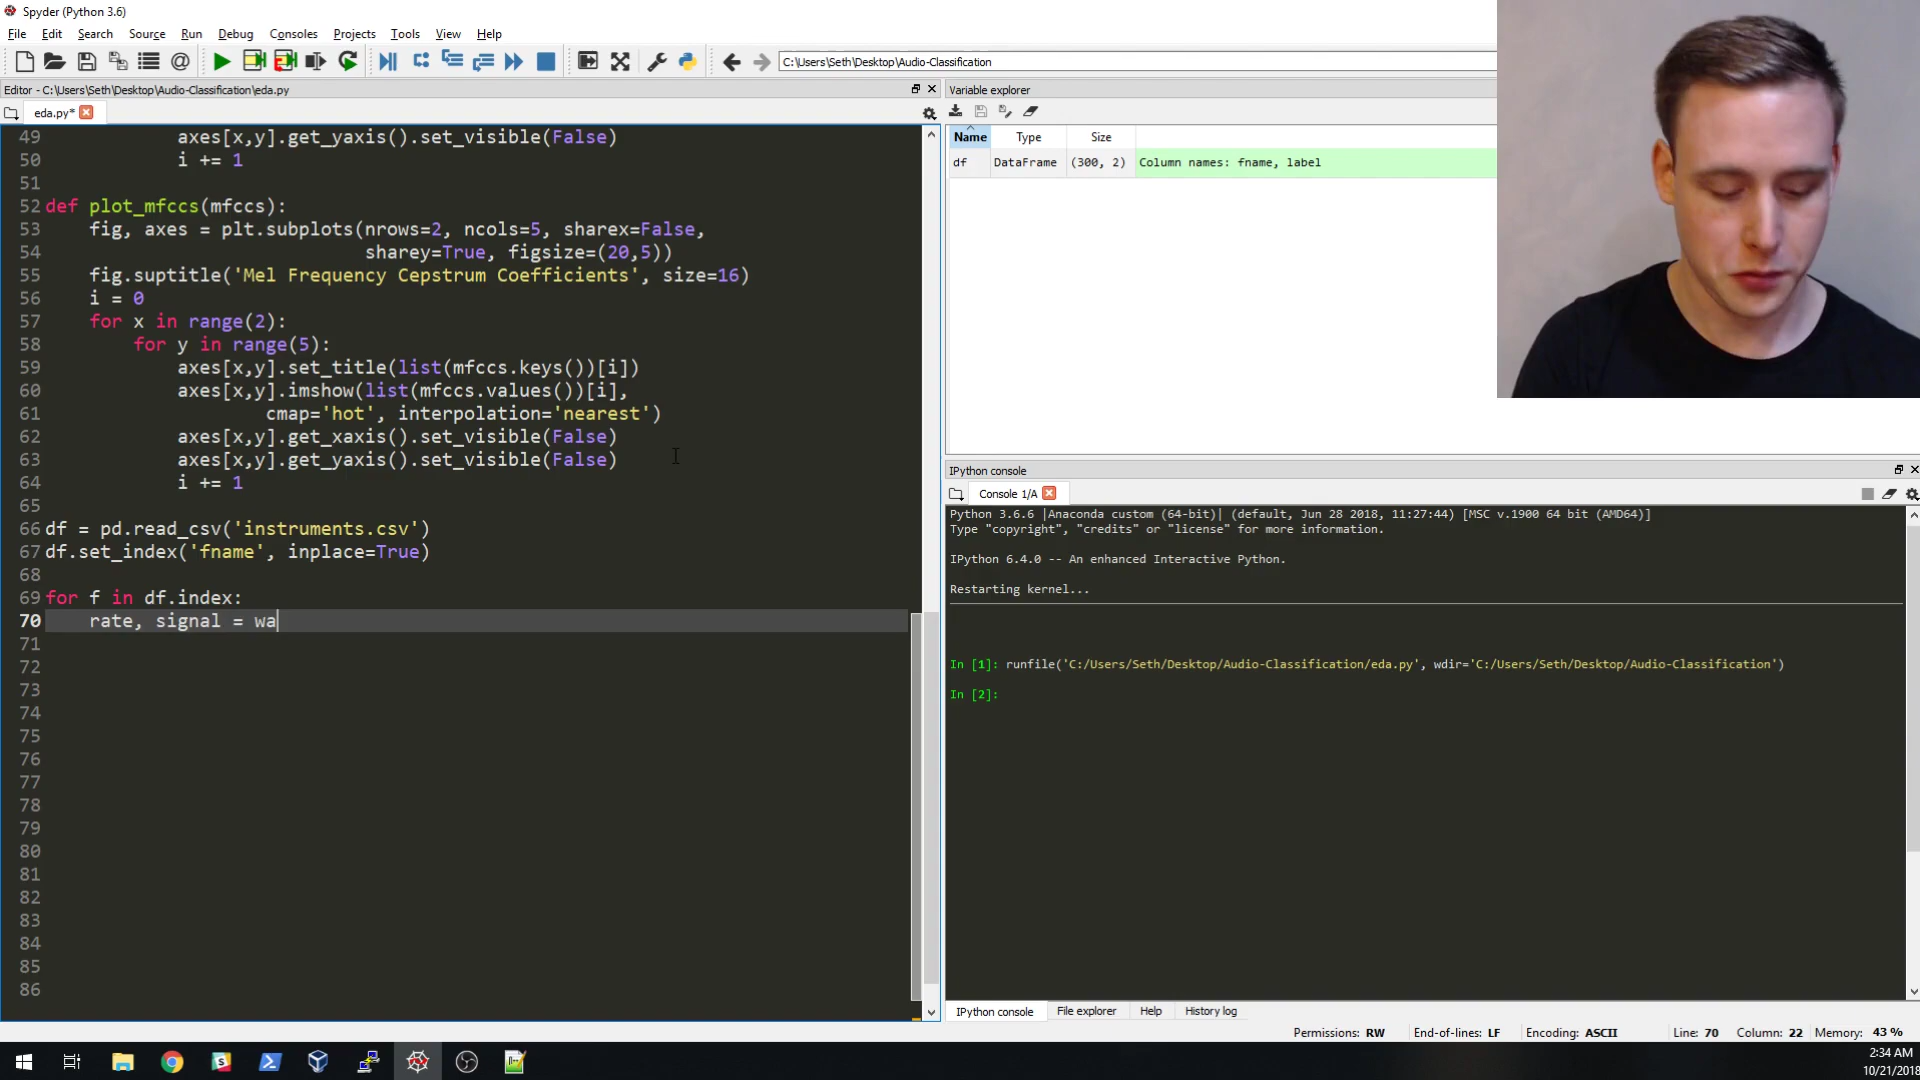 Spyder (Python 3.6)
File Edit Search Source Run Debug Consoles Projects Tools View Help
C:\Users\Seth\Desktop\Audio-Classification
Editor - C:\Users\Seth\Desktop\Audio-Classification\eda.py
eda.py*
49 axes[x,y].get_yaxis().set_visible(False)
50 i += 1
51
52 def plot_mfccs(mfccs):
53 fig, axes = plt.subplots(nrows=2, ncols=5, sharex=False,
54 sharey=True, figsize=(20,5))
55 fig.suptitle('Mel Frequency Cepstrum Coefficients', size=16)
56 i = 0
57 for x in range(2):
58 for y in range(5):
59 axes[x,y].set_title(list(mfccs.keys())[i])
60 axes[x,y].imshow(list(mfccs.values())[i],
61 cmap='hot', interpolation='nearest')
62 axes[x,y].get_xaxis().set_visible(False)
63 axes[x,y].get_yaxis().set_visible(False)
64 i += 1
65
66 df = pd.read_csv('instruments.csv')
67 df.set_index('fname', inplace=True)
68
69 for f in df.index:
70 rate, signal = wa
71
72
73
74
75
76
77
78
79
80
81
82
83
84
85
86
Variable explorer
Name Type Size
df DataFrame (300, 2) Column names: fname, label
IPython console
Console 1/A
Python 3.6.6 |Anaconda custom (64-bit)| (default, Jun 28 2018, 11:27:44) [MSC v.1900 64 bit (AMD64)]
Type "copyright", "credits" or "license" for more information.
IPython 6.4.0 -- An enhanced Interactive Python.
Restarting kernel...
In [1]: runfile('C:/Users/Seth/Desktop/Audio-Classification/eda.py', wdir='C:/Users/Seth/Desktop/Audio-Classification')
In [2]:
IPython console File explorer Help History log
Permissions: RW End-of-lines: LF Encoding: ASCII Line: 70 Column: 22 Memory: 43 %
2:34 AM
10/21/2018